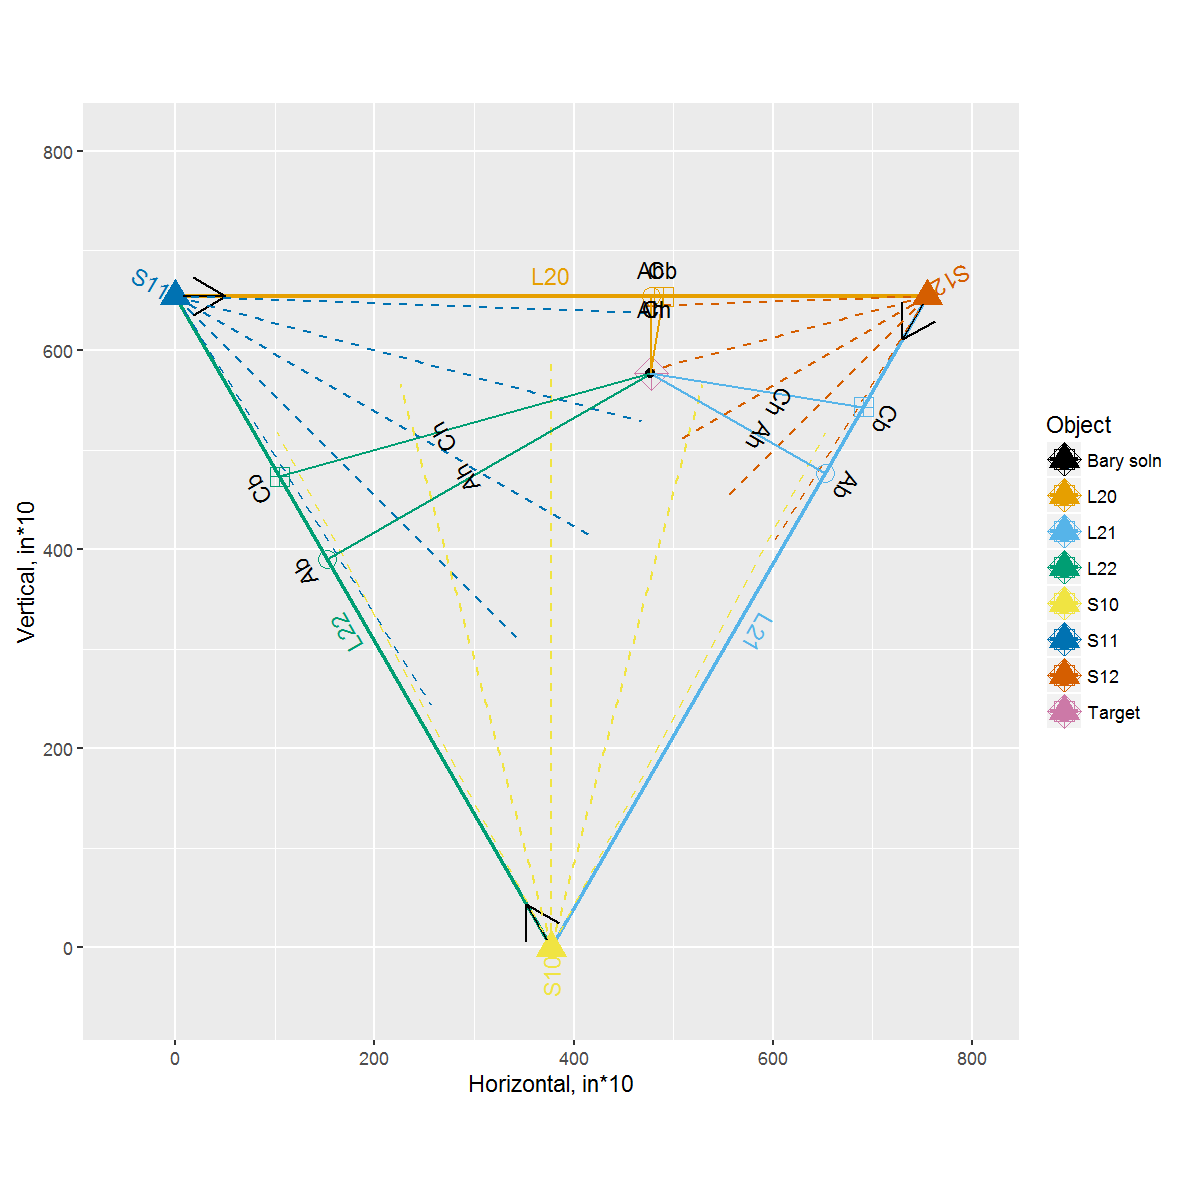 800
600
400
200
0
0
200
400
600
800
Vertical, in*10
Horizontal, in*10
S11
L20
Cb
S12
Ch
Ch
Ah
Cb
Ab
Ch
Ah
Cb
Ab
L22
L21
S10
Object
Bary soln
L20
L21
L22
S10
S11
S12
Target